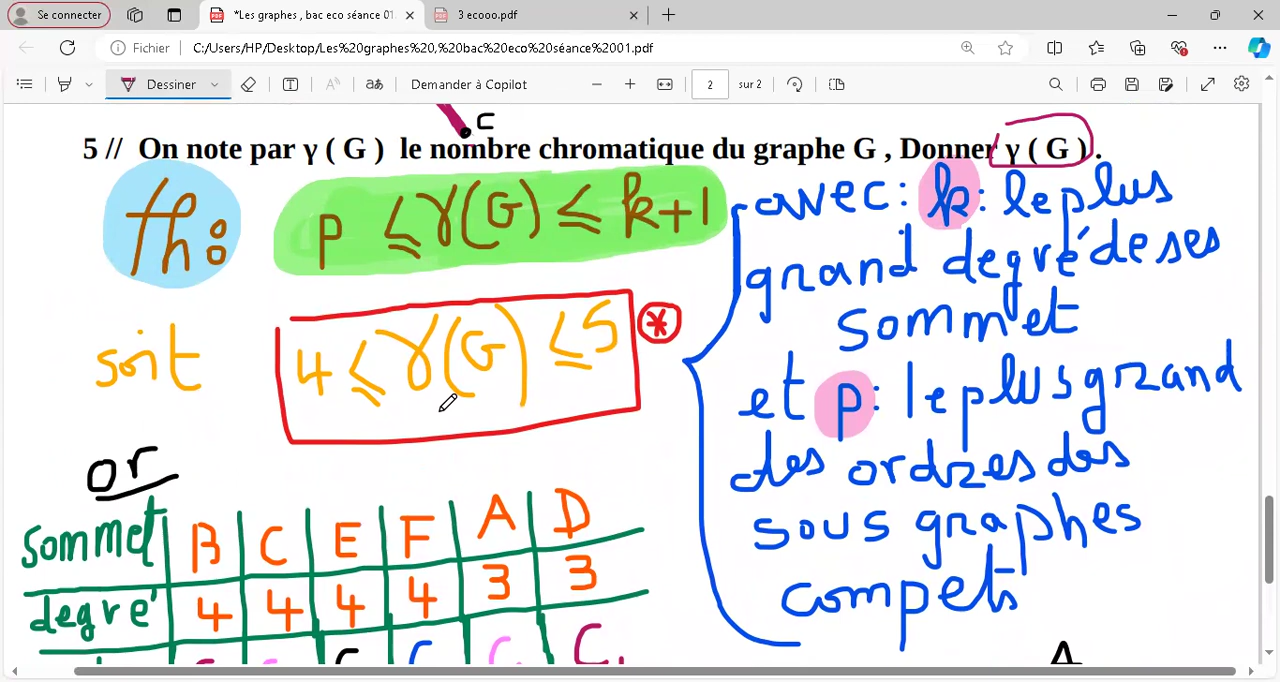 Se connecter
*Les graphes , bac eco séance 01.
3 ecooo.pdf
Fichier
C:/Users/HP/Desktop/Les%20graphes%20,%20bac%20eco%20séance%2001.pdf
Dessiner
Demander à Copilot
2
sur 2
c
5 // On note par γ ( G ) le nombre chromatique du graphe G , Donner γ ( G ) .
th:
p ≤ γ(G) ≤ k+1
avec : k : le plus
grand degré de ses
sommet
soit
4 ≤ γ(G) ≤ 5
*
et p : le plus grand
des ordres des
sous graphes
compets
or
sommet B C E F A D
degré 4 4 4 4 3 3
A